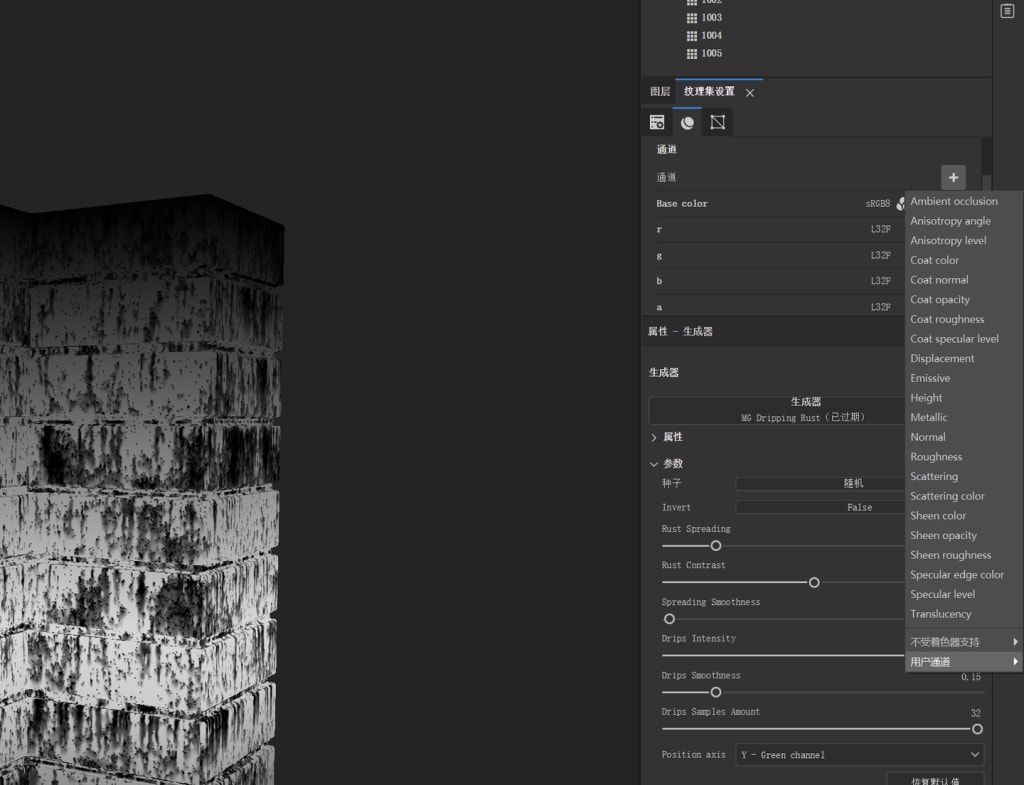 1002
1003
1004
1005
图层 纹理集设置
通道
通道
Base color sRGB8
r L32F
g L32F
b L32F
a L32F
属性 - 生成器
生成器
生成器
MG Dripping Rust（已过期）
属性
参数
种子 随机
Invert False
Rust Spreading
Rust Contrast
Spreading Smoothness
Drips Intensity
Drips Smoothness 0.15
Drips Samples Amount 32
Position axis Y - Green channel
恢复默认值
Ambient occlusion
Anisotropy angle
Anisotropy level
Coat color
Coat normal
Coat opacity
Coat roughness
Coat specular level
Displacement
Emissive
Height
Metallic
Normal
Roughness
Scattering
Scattering color
Sheen color
Sheen opacity
Sheen roughness
Specular edge color
Specular level
Translucency
不受着色器支持
用户通道